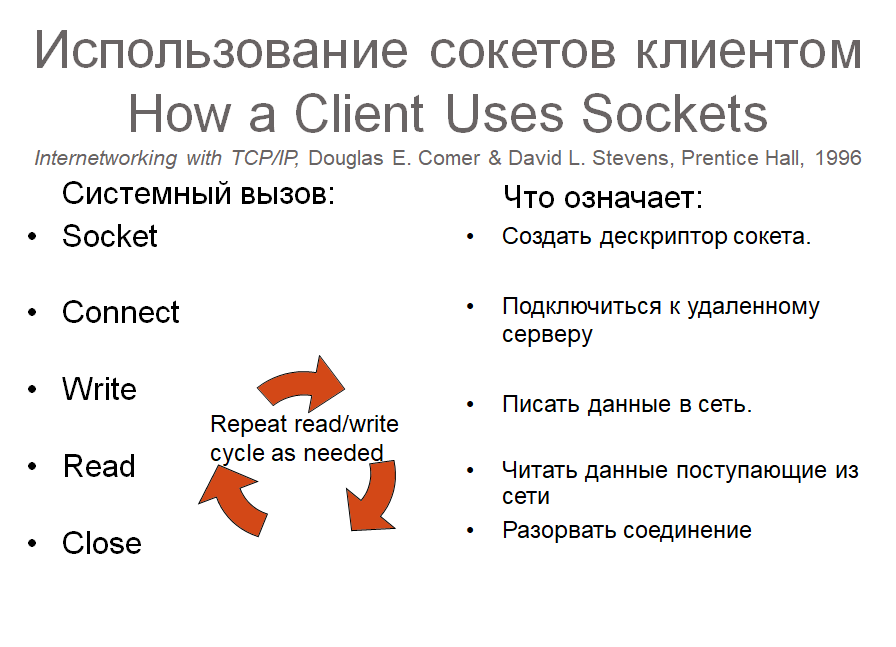 Использование сокетов клиентом
How a Client Uses Sockets
Internetworking with TCP/IP, Douglas E. Comer & David L. Stevens, Prentice Hall, 1996
Системный вызов:
• Socket
• Connect
• Write
• Read
• Close
Repeat read/write
cycle as needed
Что означает:
• Создать дескриптор сокета.
• Подключиться к удаленному
серверу
• Писать данные в сеть.
• Читать данные поступающие из
сети
• Разорвать соединение